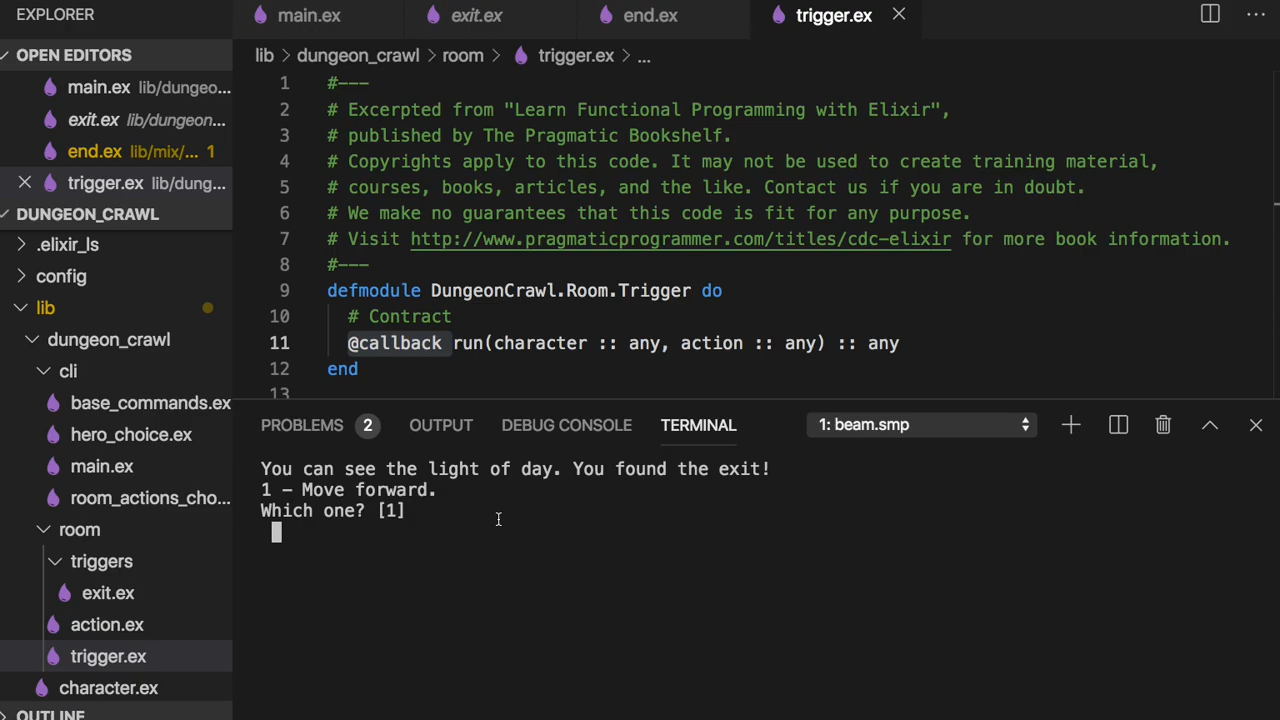 EXPLORER
OPEN EDITORS
main.ex lib/dungeo...
exit.ex lib/dungeon...
end.ex lib/mix/... 1
trigger.ex lib/dung...
DUNGEON_CRAWL
.elixir_ls
config
lib
dungeon_crawl
cli
base_commands.ex
hero_choice.ex
main.ex
room_actions_cho...
room
triggers
exit.ex
action.ex
trigger.ex
character.ex
OUTLINE
main.ex exit.ex end.ex trigger.ex
lib > dungeon_crawl > room > trigger.ex > ...
1 #---
2 # Excerpted from "Learn Functional Programming with Elixir",
3 # published by The Pragmatic Bookshelf.
4 # Copyrights apply to this code. It may not be used to create training material,
5 # courses, books, articles, and the like. Contact us if you are in doubt.
6 # We make no guarantees that this code is fit for any purpose.
7 # Visit http://www.pragmaticprogrammer.com/titles/cdc-elixir for more book information.
8 #---
9 defmodule DungeonCrawl.Room.Trigger do
10 # Contract
11 @callback run(character :: any, action :: any) :: any
12 end
13
PROBLEMS 2 OUTPUT DEBUG CONSOLE TERMINAL 1: beam.smp
You can see the light of day. You found the exit!
1 - Move forward.
Which one? [1]